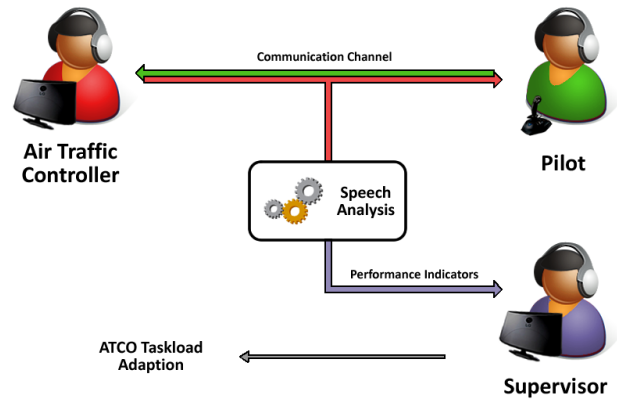 Communication Channel
Air Traffic
Controller
Pilot
Speech
Analysis
Performance Indicators
ATCO Taskload
Adaption
Supervisor